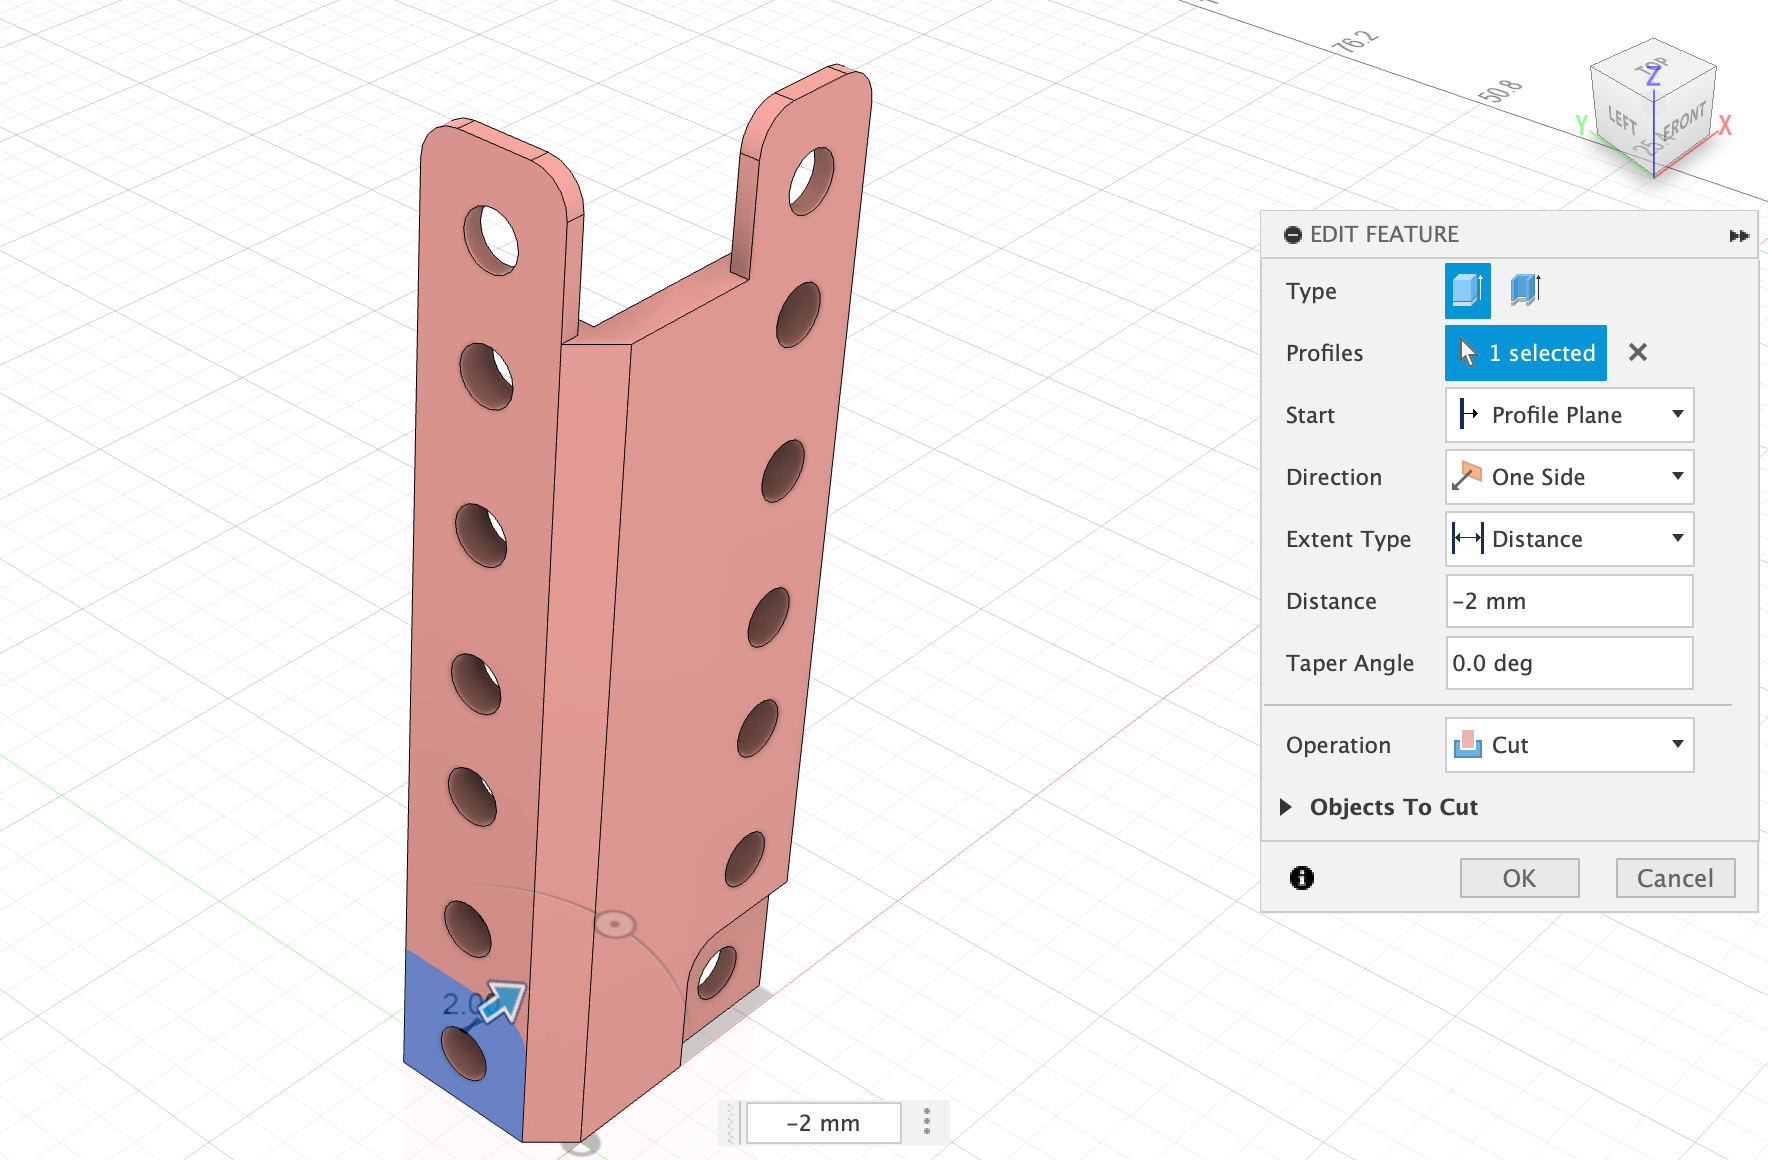 76.2
50.8
TOP
Z
LEFT
FRONT
Y
X
EDIT FEATURE
Type
Profiles
1 selected
Start
Profile Plane
Direction
One Side
Extent Type
Distance
Distance
-2 mm
Taper Angle
0.0 deg
Operation
Cut
Objects To Cut
OK
Cancel
-2 mm